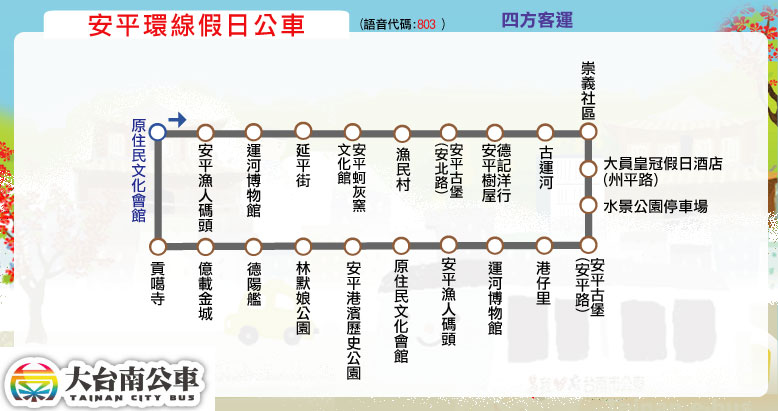 安平環線假日公車
(語音代碼:803 )
四方客運
原住民文化會館
安平漁人碼頭
運河博物館
延平街
安平蚵灰窯
文化館
漁民村
安平古堡
(安北路)
德記洋行
安平樹屋
古運河
崇義社區
大員皇冠假日酒店
(州平路)
水景公園停車場
安平古堡
(安平路)
港仔里
運河博物館
安平漁人碼頭
原住民文化會館
安平港濱歷史公園
林默娘公園
德陽艦
億載金城
貢噶寺
大台南公車
TAINAN CITY BUS